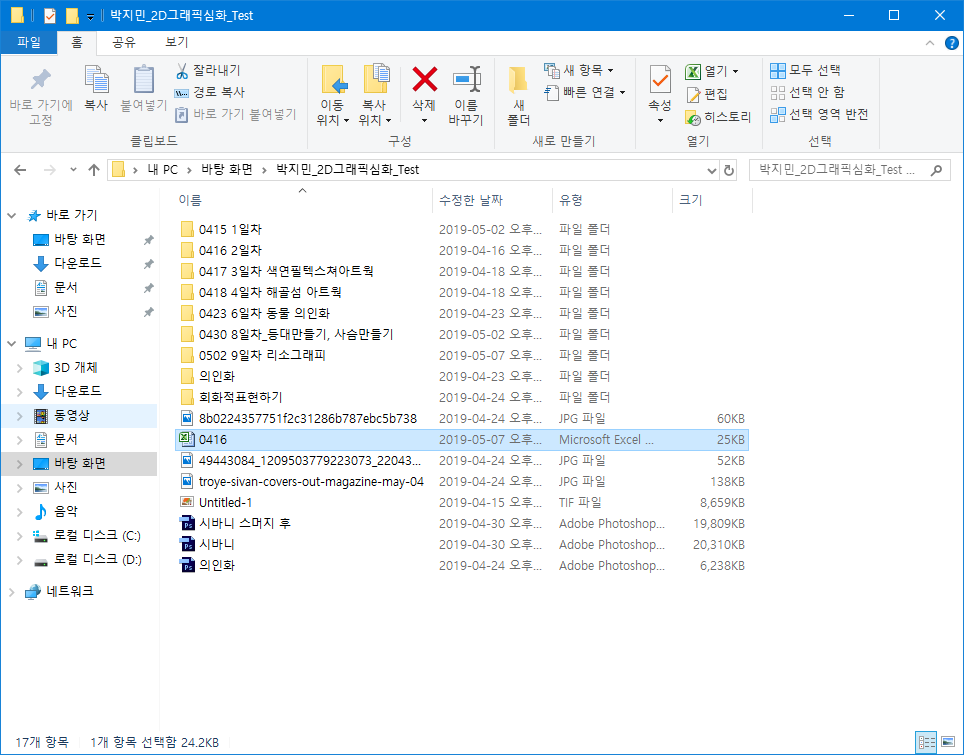 박지민_2D그래픽심화_Test
파일 홈 공유 보기
바로 가기에 고정
복사
붙여넣기
잘라내기
경로 복사
바로 가기 붙여넣기
클립보드
이동 위치
복사 위치
삭제
이름 바꾸기
구성
새 폴더
새 항목
빠른 연결
새로 만들기
속성
열기
편집
히스토리
열기
모두 선택
선택 안 함
선택 영역 반전
선택
내 PC 바탕 화면 박지민_2D그래픽심화_Test
박지민_2D그래픽심화_Test ...
바로 가기
바탕 화면
다운로드
문서
사진
내 PC
3D 개체
다운로드
동영상
문서
바탕 화면
사진
음악
로컬 디스크 (C:)
로컬 디스크 (D:)
네트워크
이름 수정한 날짜 유형 크기
0415 1일차 2019-05-02 오후... 파일 폴더
0416 2일차 2019-04-16 오후... 파일 폴더
0417 3일차 색연필텍스쳐아트웍 2019-04-18 오후... 파일 폴더
0418 4일차 해골섬 아트웍 2019-04-18 오후... 파일 폴더
0423 6일차 동물 의인화 2019-04-23 오후... 파일 폴더
0430 8일차_등대만들기, 사슴만들기 2019-05-02 오후... 파일 폴더
0502 9일차 리소그래피 2019-05-07 오후... 파일 폴더
의인화 2019-04-23 오후... 파일 폴더
회화적표현하기 2019-04-24 오후... 파일 폴더
8b0224357751f2c31286b787ebc5b738 2019-04-24 오후... JPG 파일 60KB
0416 2019-05-07 오후... Microsoft Excel ... 25KB
49443084_1209503779223073_22043... 2019-04-24 오후... JPG 파일 52KB
troye-sivan-covers-out-magazine-may-04 2019-04-24 오후... JPG 파일 138KB
Untitled-1 2019-04-15 오후... TIF 파일 8,659KB
시바니 스머지 후 2019-04-30 오후... Adobe Photoshop... 19,809KB
시바니 2019-04-30 오후... Adobe Photoshop... 20,310KB
의인화 2019-04-24 오후... Adobe Photoshop... 6,238KB
17개 항목 1개 항목 선택함 24.2KB